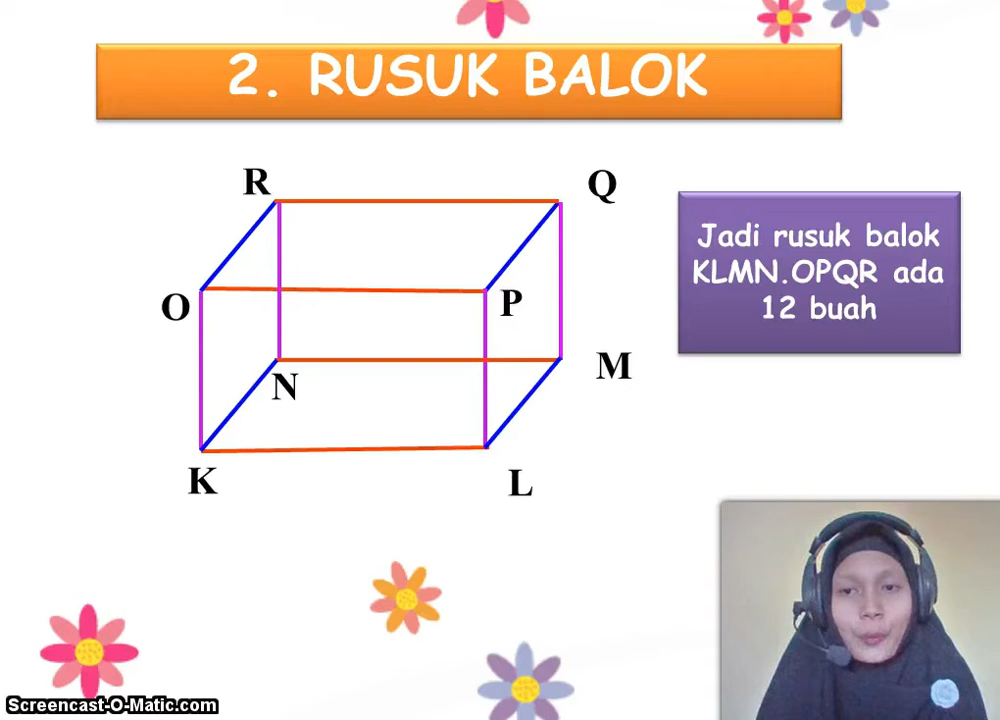 2. RUSUK BALOK
R
Q
Jadi rusuk balok
KLMN.OPQR ada
12 buah
O
P
N
M
K
L
Screencast-O-Matic.com